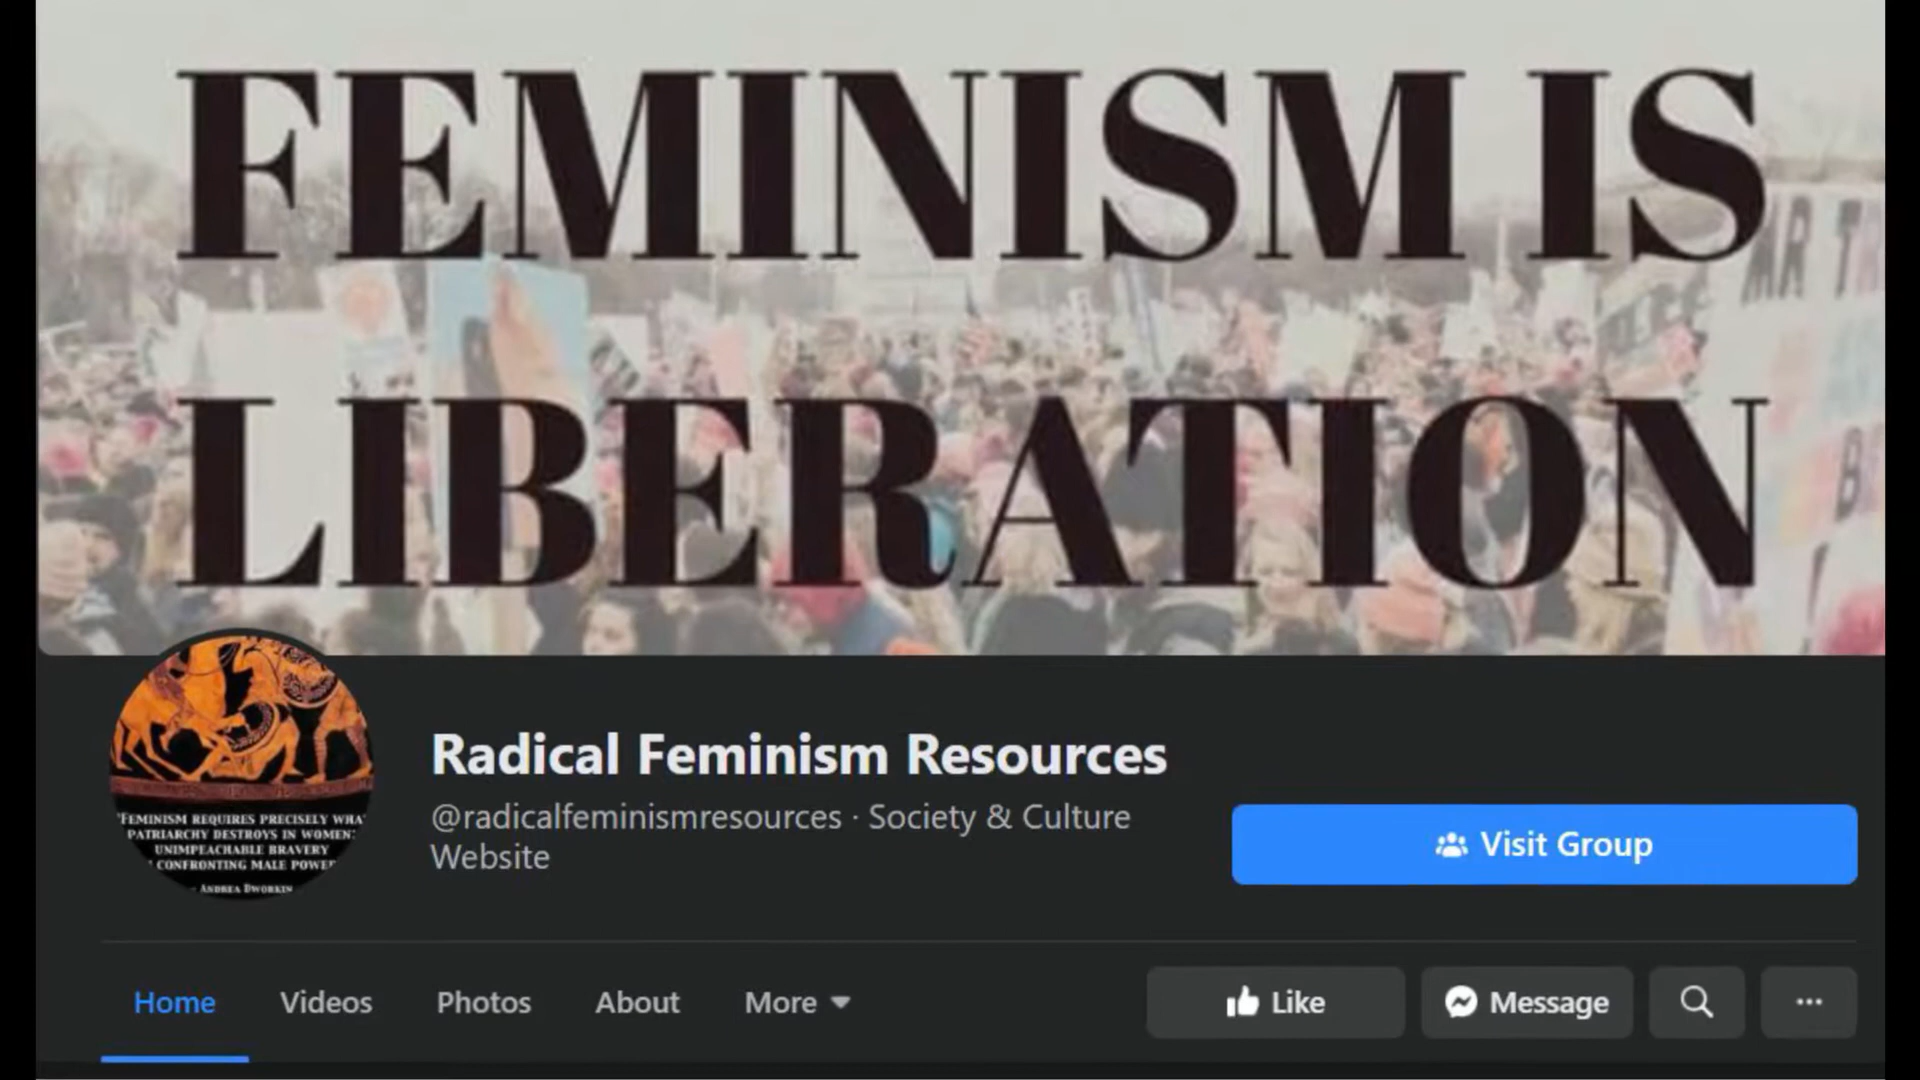 FEMINISM IS
LIBERATION
"FEMINISM REQUIRES PRECISELY WHA
PATRIARCHY DESTROYS IN WOMEN:
UNIMPEACHABLE BRAVERY
CONFRONTING MALE POWER
- ANDREA DWORKIN
Radical Feminism Resources
@radicalfeminismresources · Society & Culture
Website
Visit Group
Home Videos Photos About More Like Message